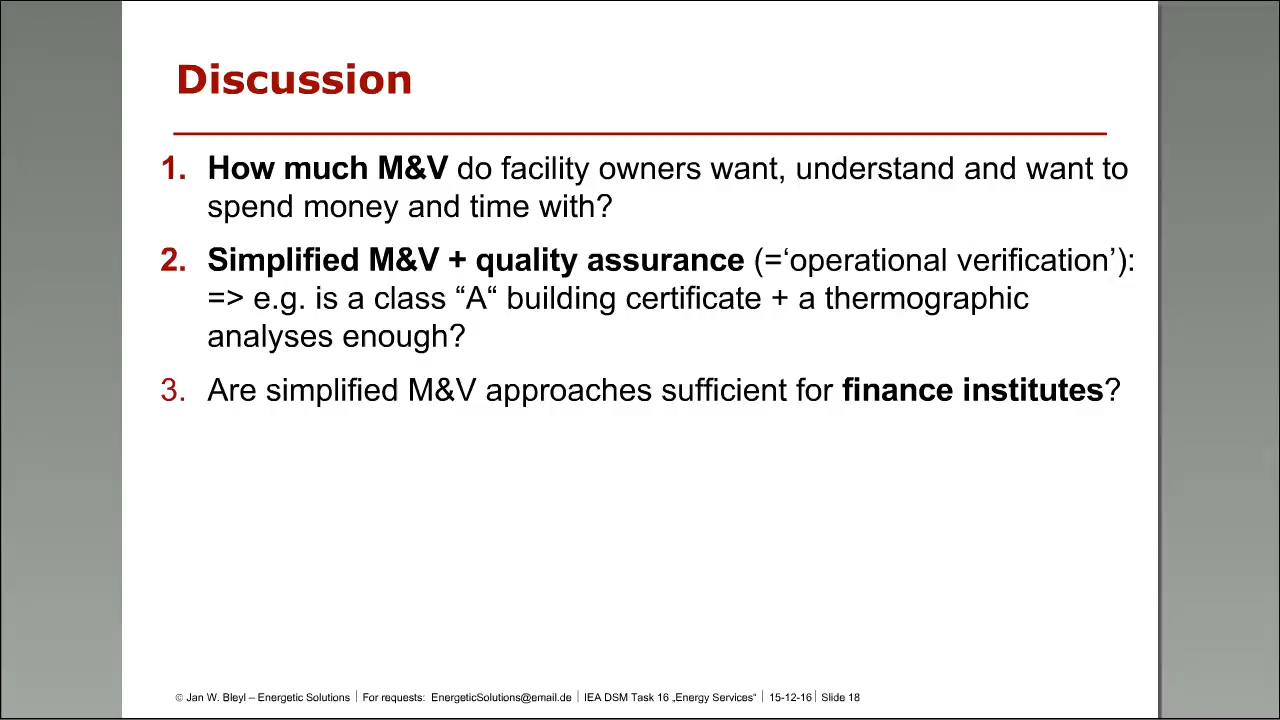 Discussion
1. How much M&V do facility owners want, understand and want to
spend money and time with?
2. Simplified M&V + quality assurance (=‘operational verification’):
=> e.g. is a class “A“ building certificate + a thermographic
analyses enough?
3. Are simplified M&V approaches sufficient for finance institutes?
© Jan W. Bleyl – Energetic Solutions | For requests: EnergeticSolutions@email.de | IEA DSM Task 16 „Energy Services“ | 15-12-16 | Slide 18